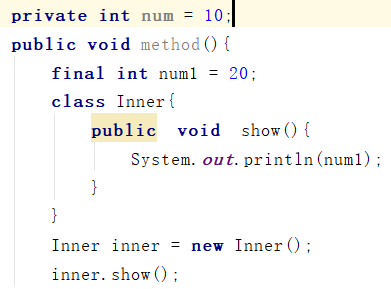 private int num = 10;
public void method(){
final int num1 = 20;
class Inner{
public void show(){
System.out.println(num1);
}
}
Inner inner = new Inner();
inner.show();